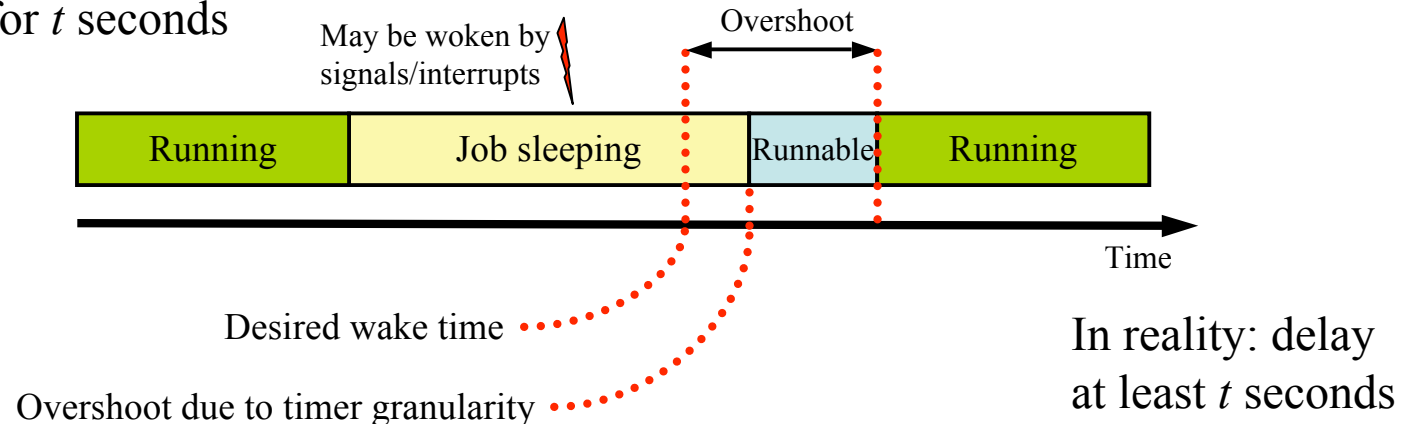 for t seconds
Overshoot
May be woken by
signals/interrupts
Running
Job sleeping
Runnable
Running
Time
Desired wake time
Overshoot due to timer granularity
In reality: delay
at least t seconds